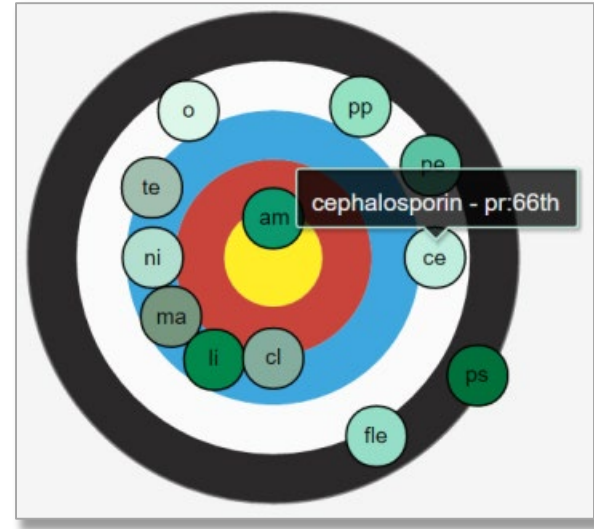 o
pp
te
pe
cephalosporin - pr:66th
am
ni
ce
ma
li
cl
ps
fle